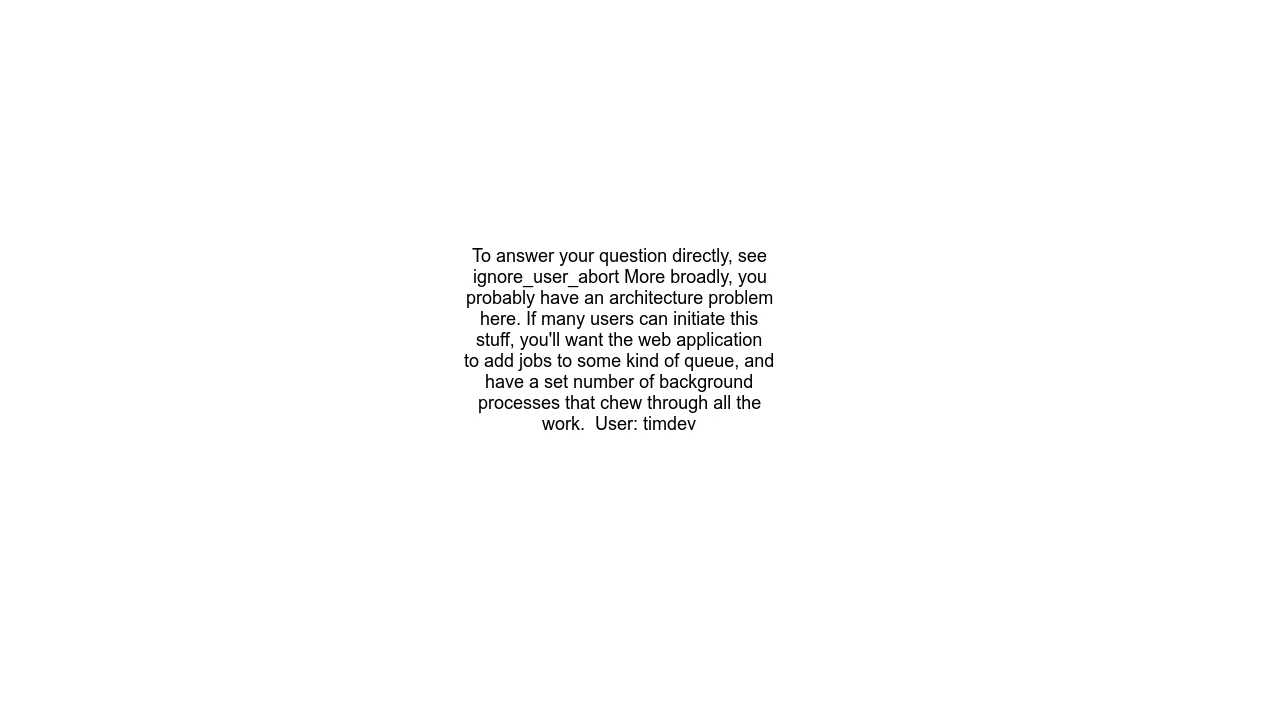 To answer your question directly, see
ignore_user_abort More broadly, you
probably have an architecture problem
here. If many users can initiate this
stuff, you'll want the web application
to add jobs to some kind of queue, and
have a set number of background
processes that chew through all the
work.  User: timdev